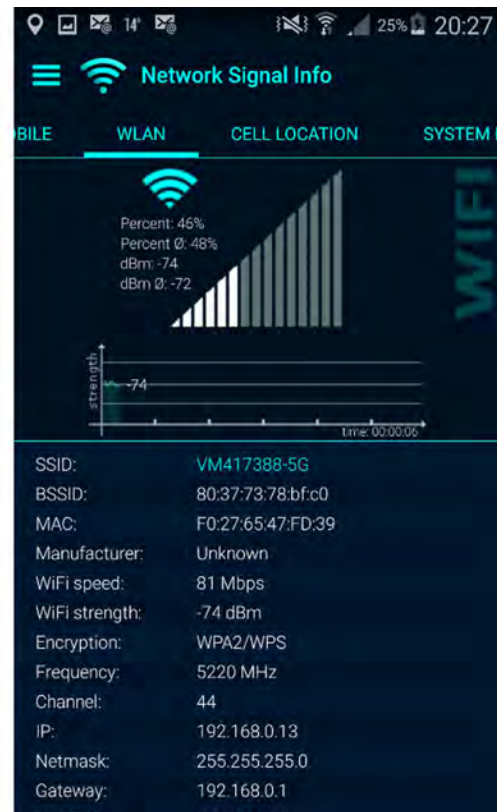 14° 25% 20:27
Network Signal Info
BILE WLAN CELL LOCATION SYSTEM
WIFI
Percent: 46%
Percent Ø: 48%
dBm: -74
dBm Ø: -72
strength
-74
time: 00:00:06
SSID: VM417388-5G
BSSID: 80:37:73:78:bf:c0
MAC: F0:27:65:47:FD:39
Manufacturer: Unknown
WiFi speed: 81 Mbps
WiFi strength: -74 dBm
Encryption: WPA2/WPS
Frequency: 5220 MHz
Channel: 44
IP: 192.168.0.13
Netmask: 255.255.255.0
Gateway: 192.168.0.1